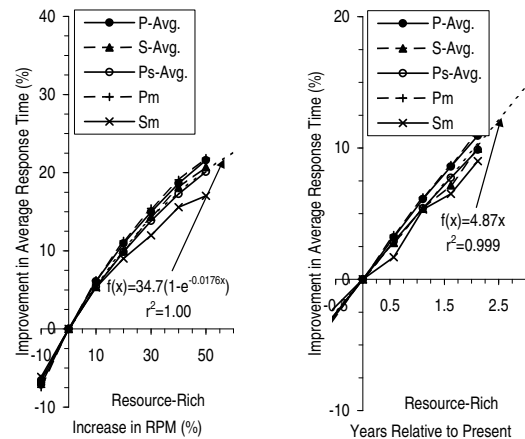 Improvement in Average Response Time (%)
40
30
20
10
0
-10
-10
10
30
50
P-Avg.
S-Avg.
Ps-Avg.
Pm
Sm
f(x)=34.7(1-e^-0.0176x)
r²=1.00
Resource-Rich
Increase in RPM (%)
Improvement in Average Response Time (%)
20
10
0
-10
-0.6
0.5
1.6
2.5
P-Avg.
S-Avg.
Ps-Avg.
Pm
Sm
f(x)=4.87x
r²=0.999
Resource-Rich
Years Relative to Present